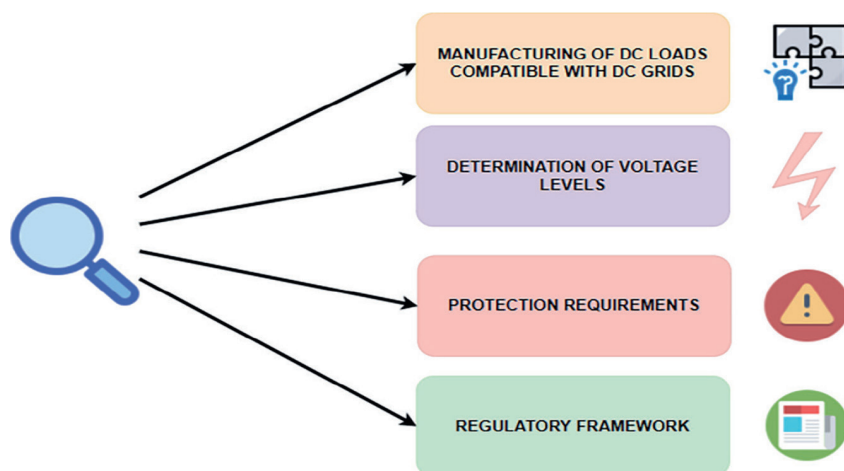 MANUFACTURING OF DC LOADS
COMPATIBLE WITH DC GRIDS
DETERMINATION OF VOLTAGE
LEVELS
PROTECTION REQUIREMENTS
REGULATORY FRAMEWORK